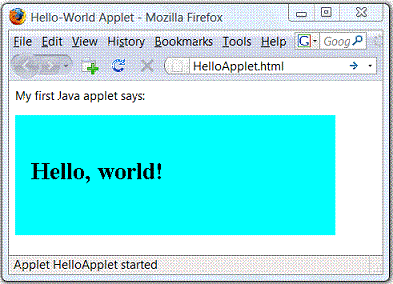 Hello-World Applet - Mozilla Firefox
File Edit View History Bookmarks Tools Help G Goog
HelloApplet.html
My first Java applet says:
Hello, world!
Applet HelloApplet started